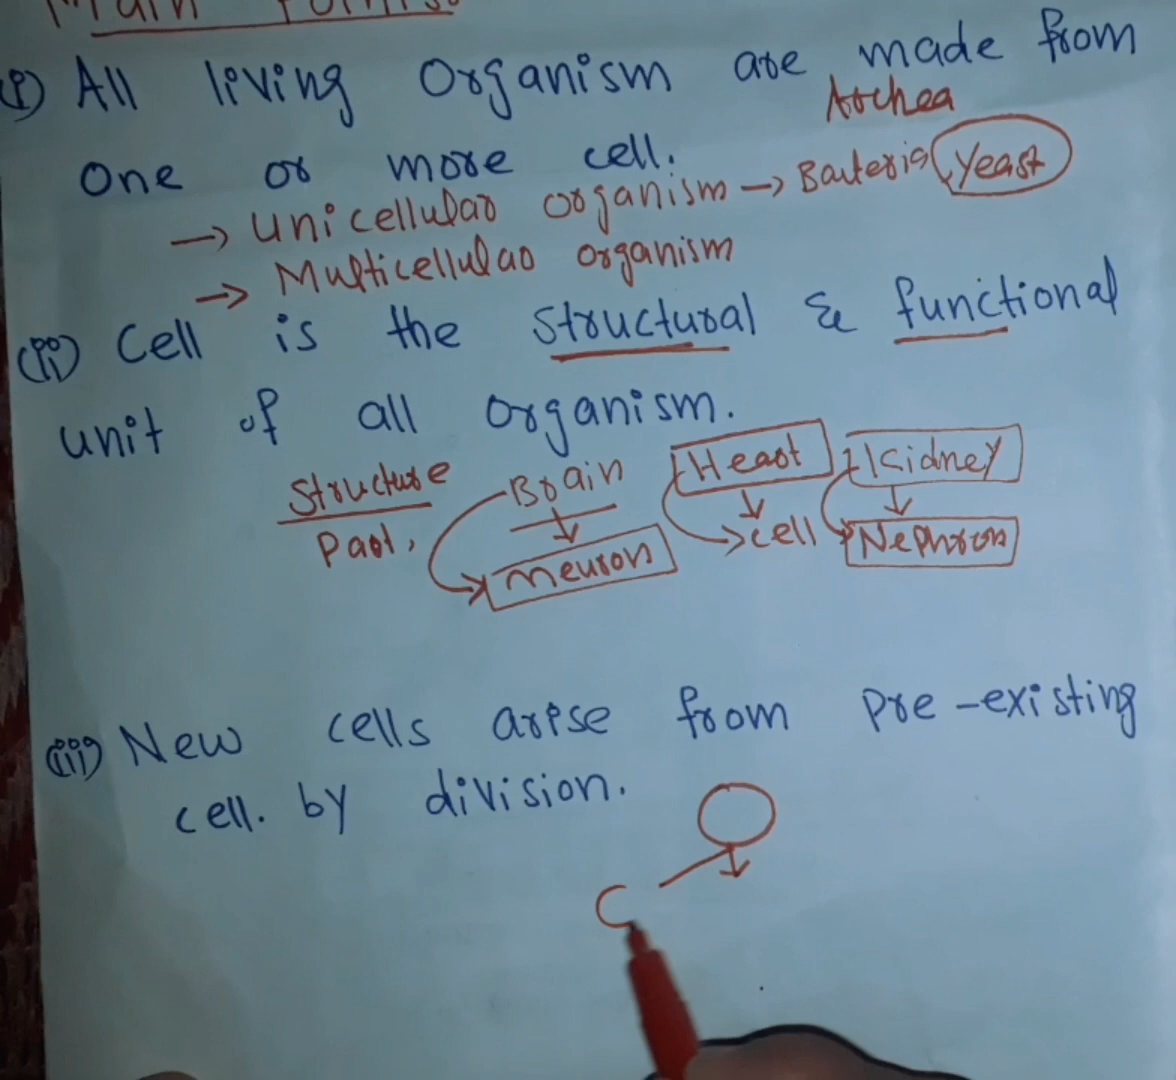 Main Points:
(i) All living Organism are made from
one or more cell.
Archea
→ Unicellular organism → Bacteria, Yeast
→ Multicellular organism
(ii) Cell is the structural & functional
unit of all organism.
Structure Brain Heart Kidney
Part, neuron cell Nephron
(iii) New cells arise from pre-existing
cell. by division.